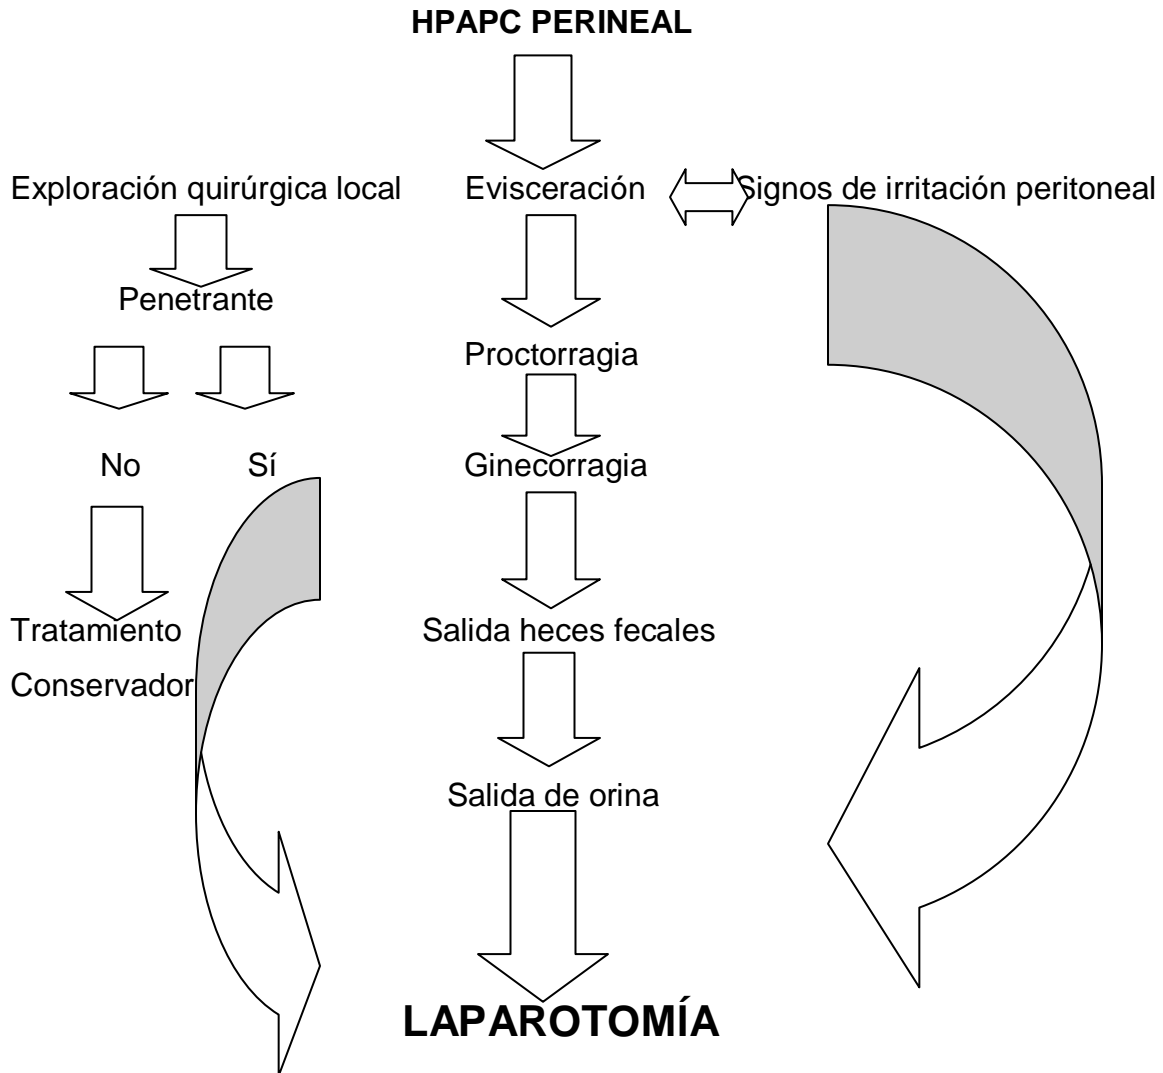 HPAPC PERINEAL
Exploración quirúrgica local
Evisceración
Signos de irritación peritoneal
Penetrante
Proctorragia
No
Sí
Ginecorragia
Tratamiento
Conservador
Salida heces fecales
Salida de orina
LAPAROTOMÍA